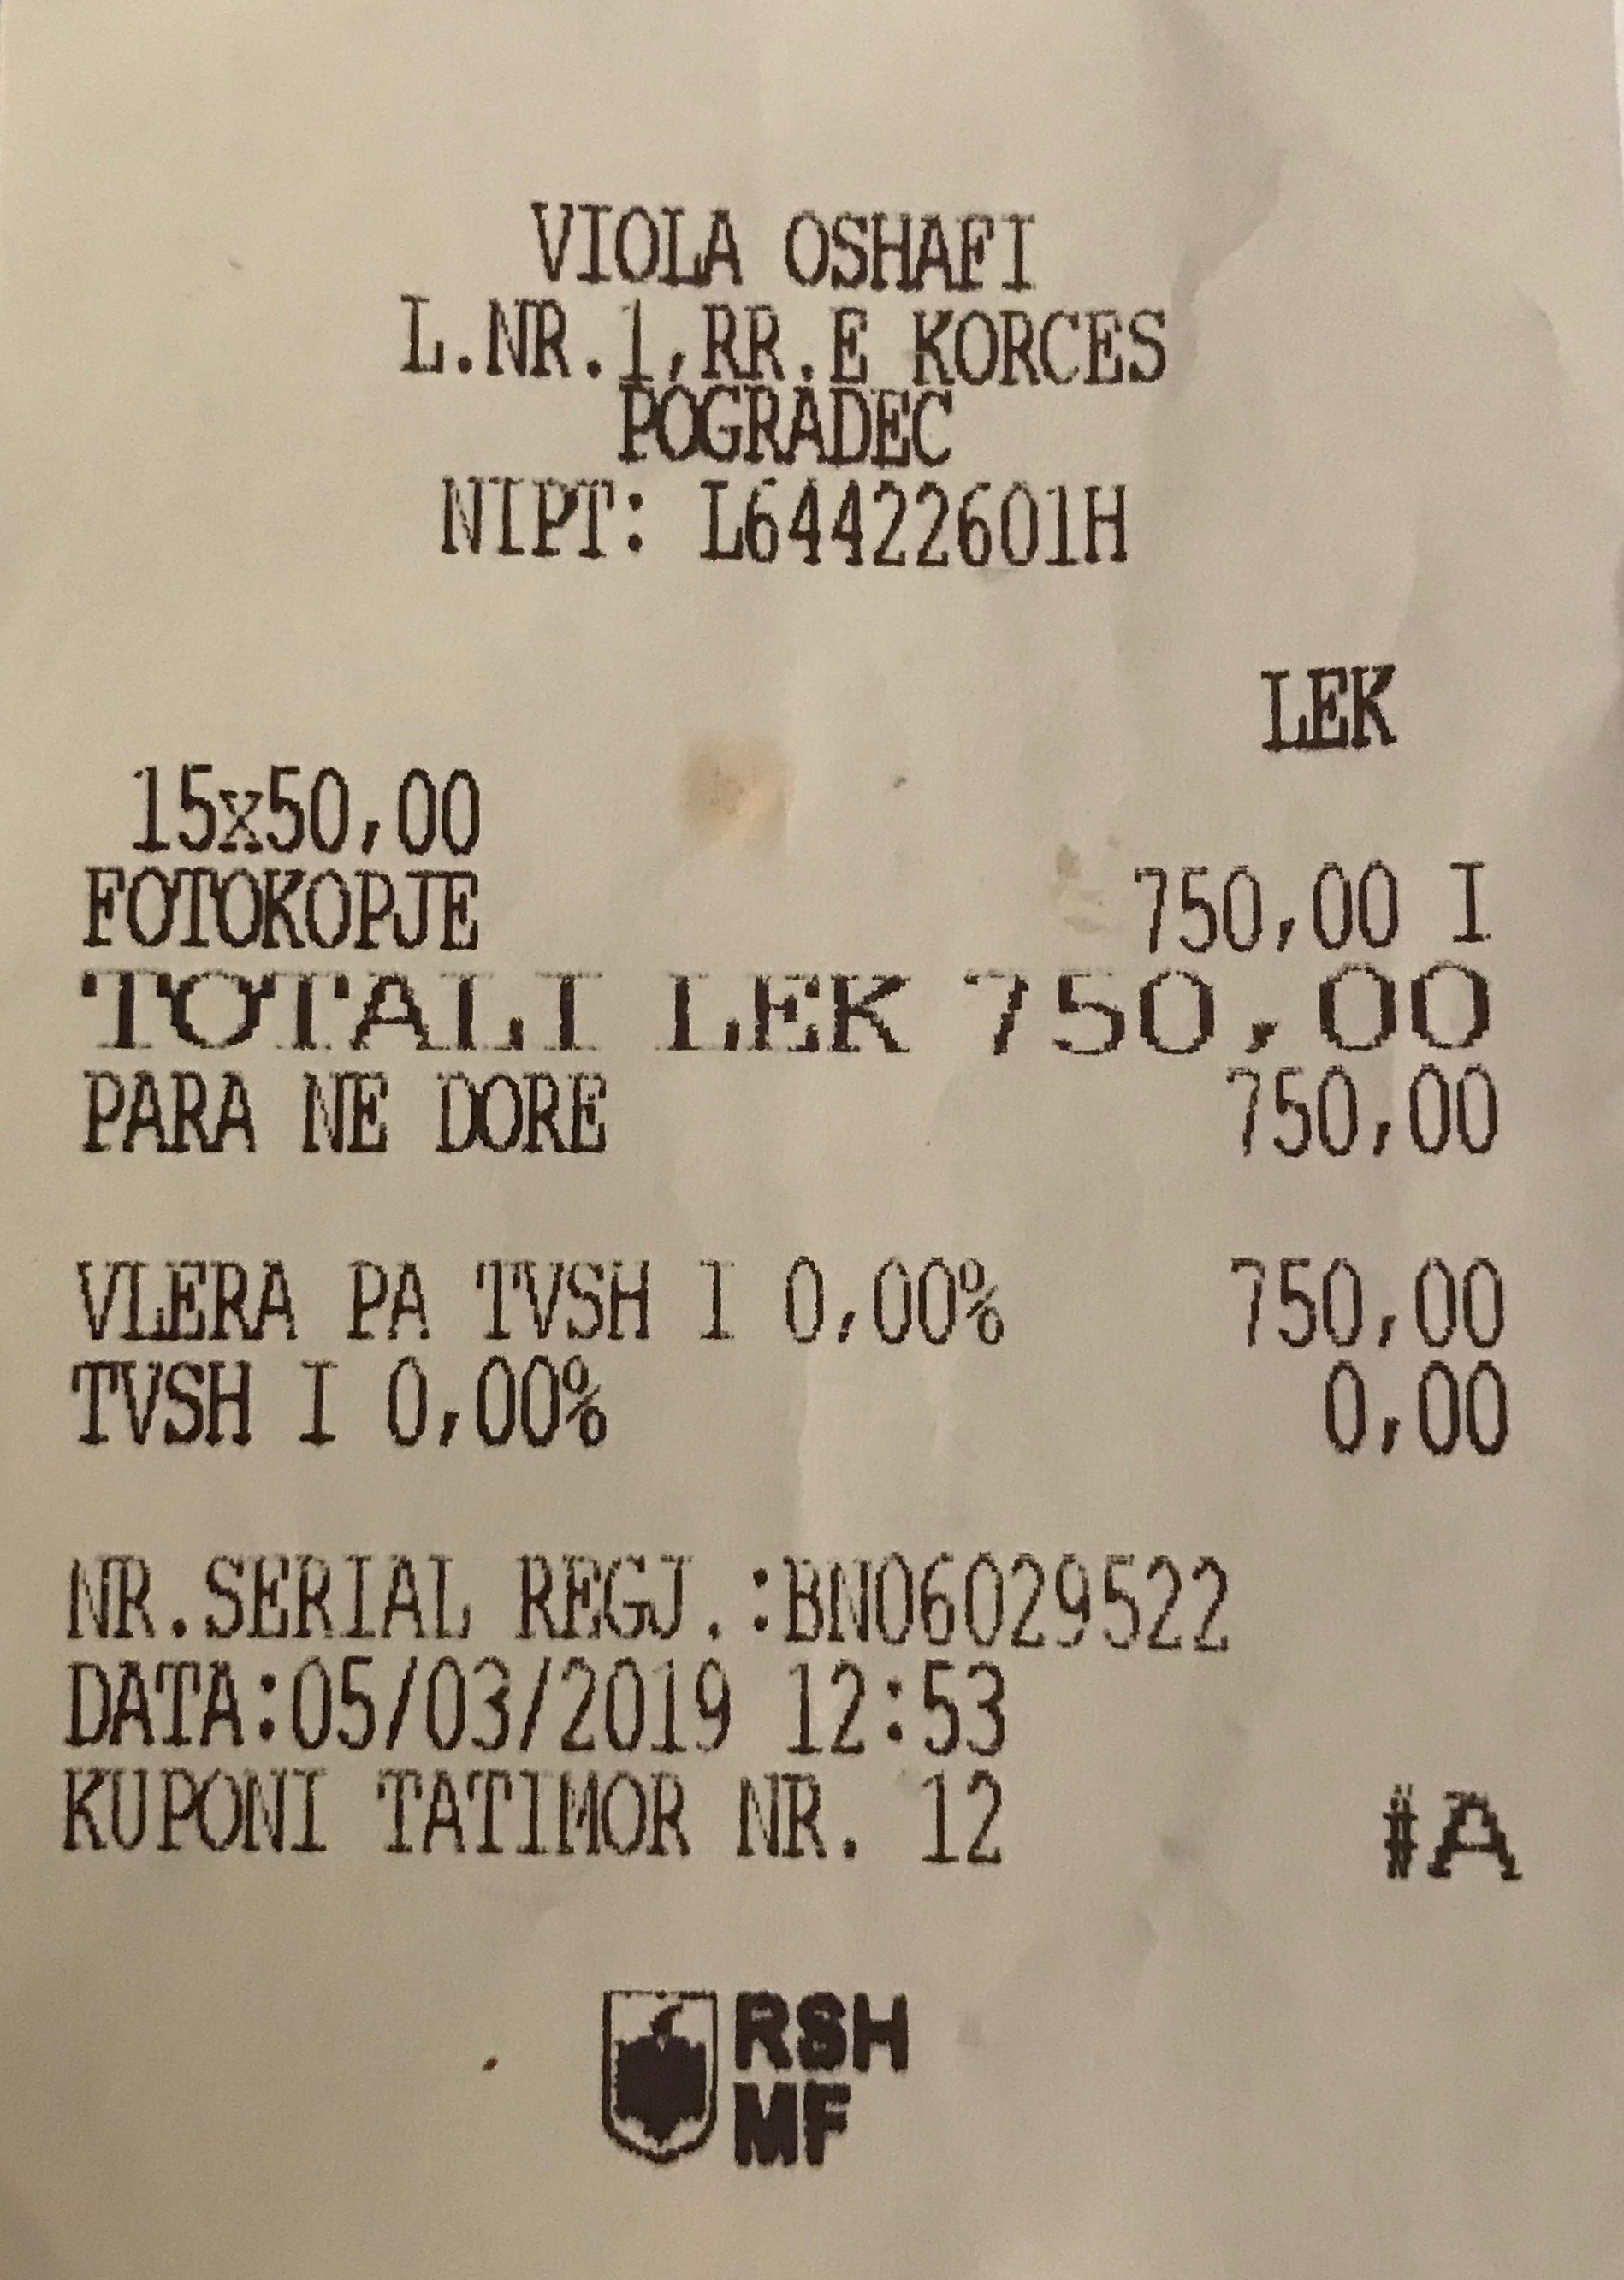 VIOLA OSHAFI
L.NR.1,RR.E KORCES
POGRADEC
NIPT: L64422601H
LEK
15x50,00
FOTOKOPJE 750,00 I
TOTALI LEK 750,00
PARA NE DORE 750,00
VLERA PA TVSH I 0,00% 750,00
TVSH I 0,00% 0,00
NR.SERIAL REGJ.:BN06029522
DATA:05/03/2019 12:53
KUPONI TATIMOR NR. 12 #A
RSH
MF